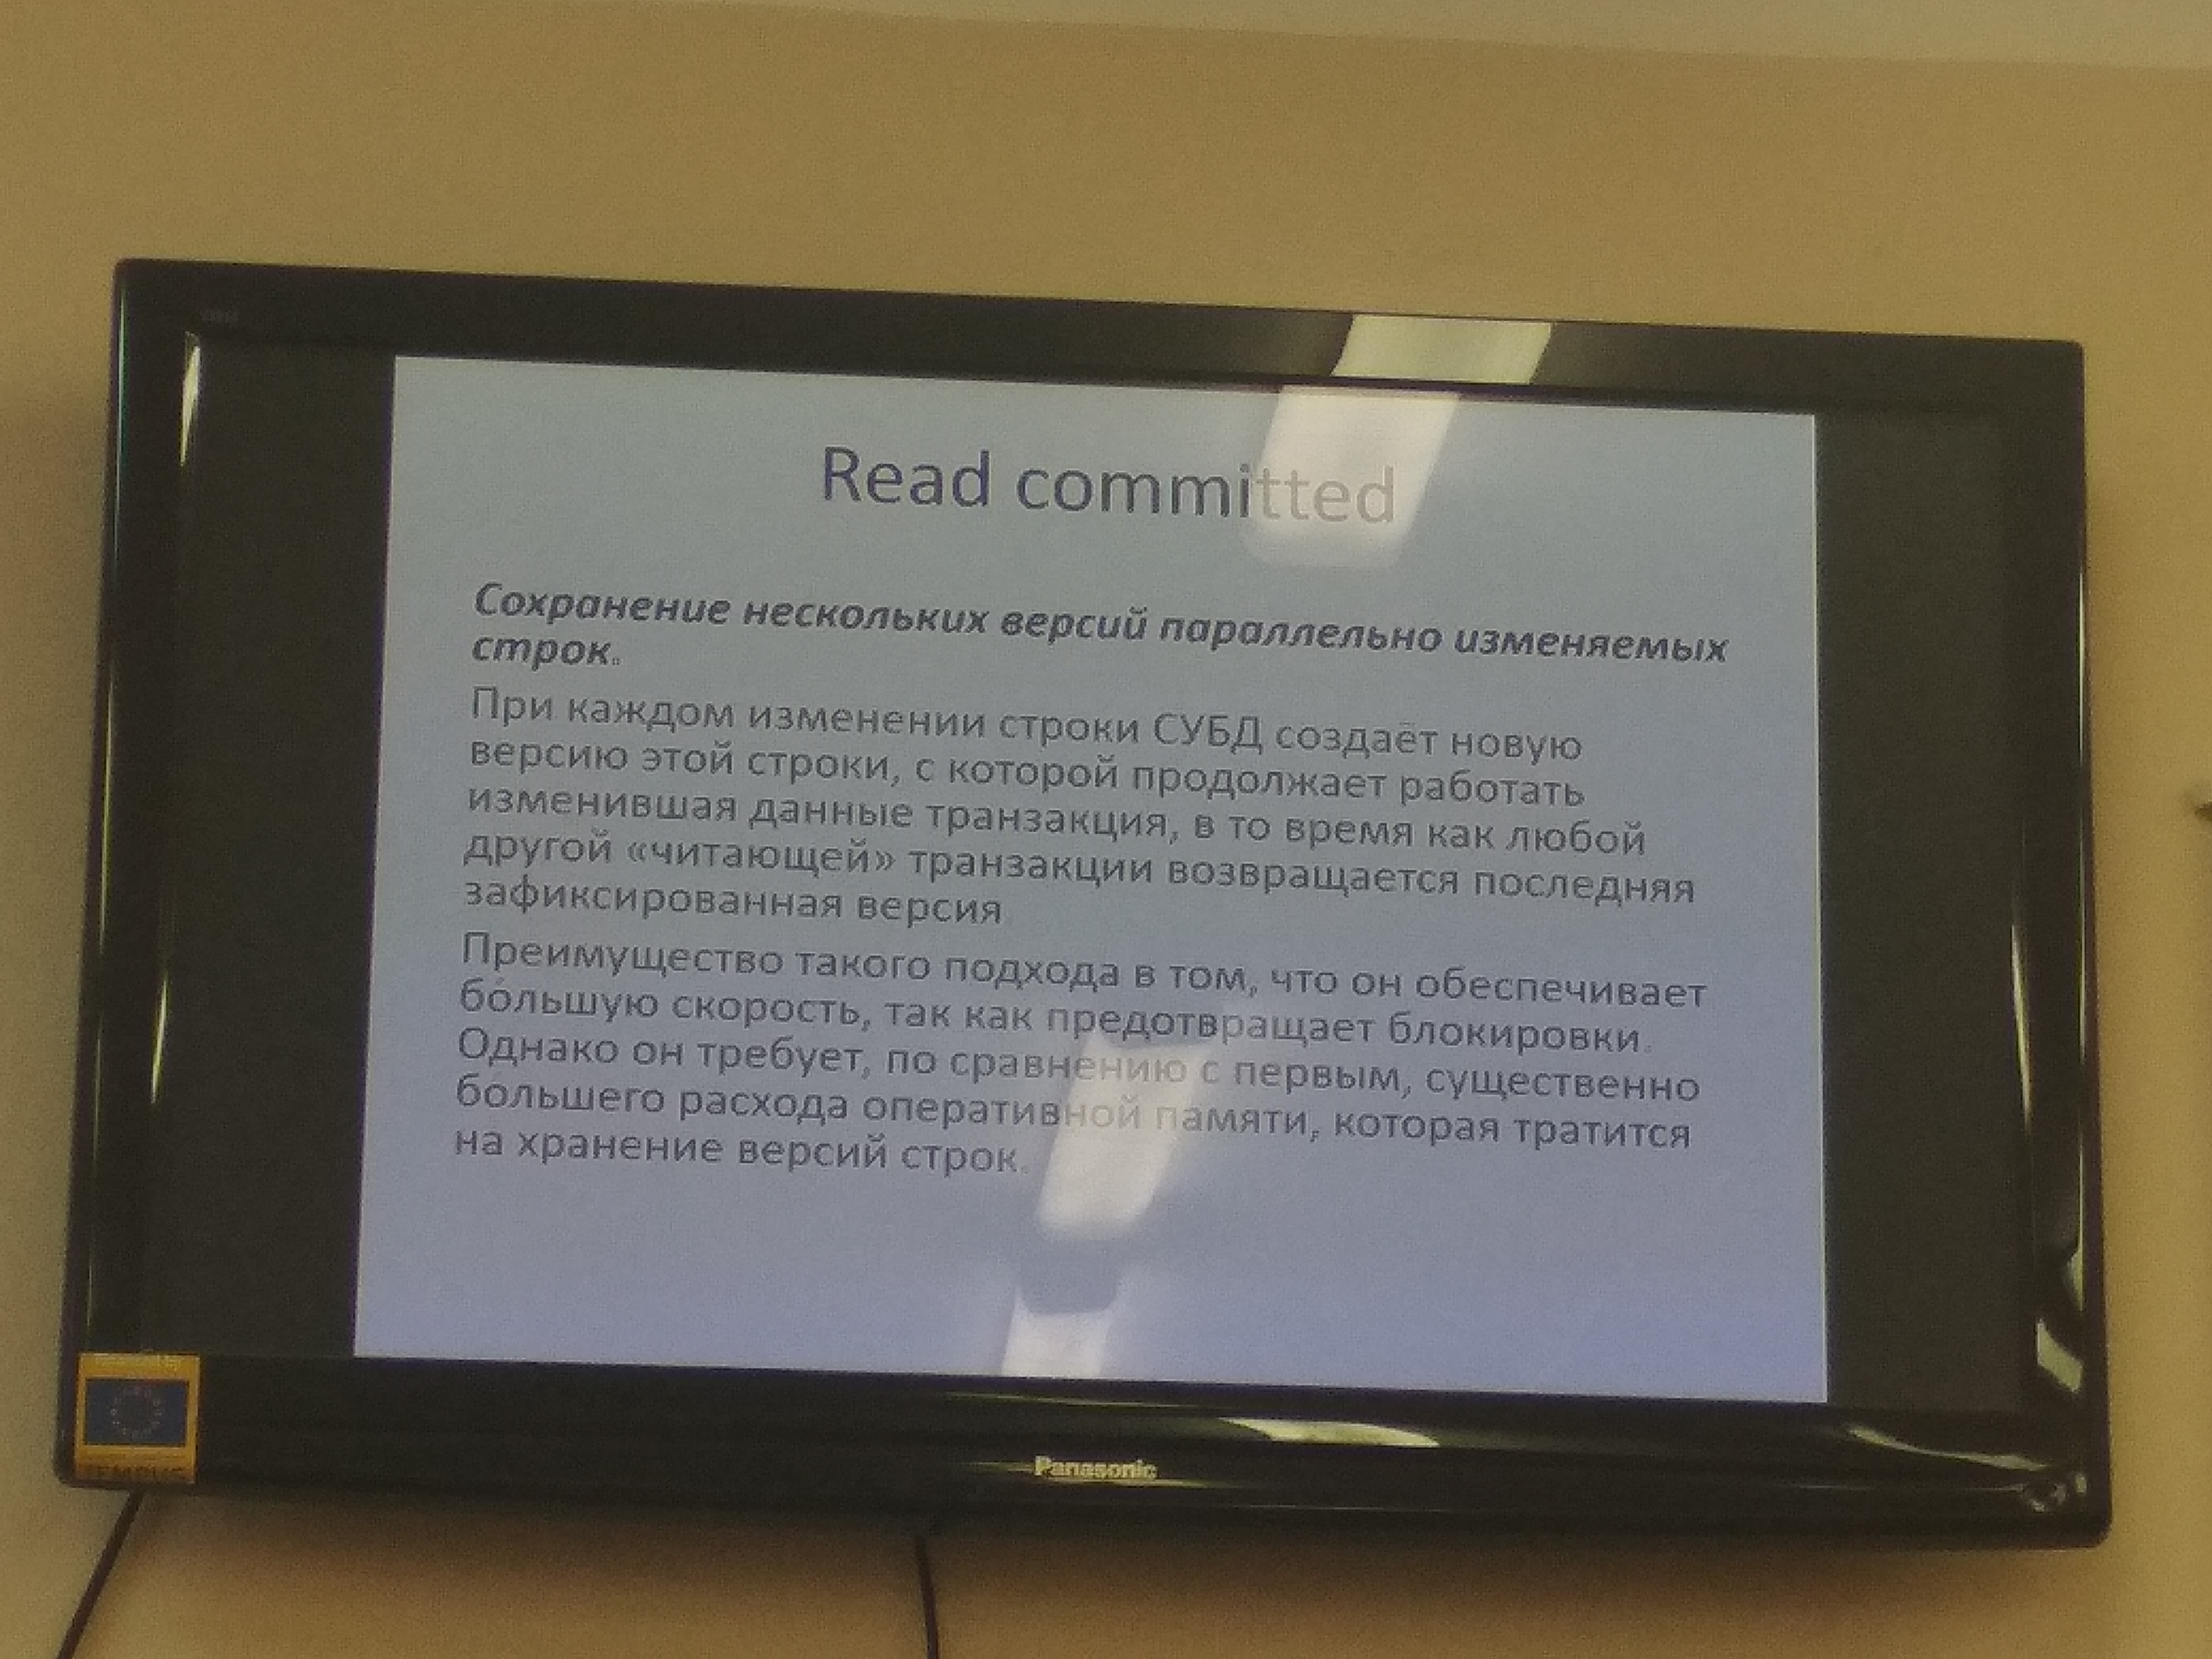 Read committed
Сохранение нескольких версий параллельно изменяемых
строк.
При каждом изменении строки СУБД создаёт новую
версию этой строки, с которой продолжает работать
изменившая данные транзакция, в то время как любой
другой «читающей» транзакции возвращается последняя
зафиксированная версия
Преимущество такого подхода в том, что он обеспечивает
бо́льшую скорость, так как предотвращает блокировки.
Однако он требует, по сравнению с первым, существенно
большего расхода оперативной памяти, которая тратится
на хранение версий строк.
Panasonic